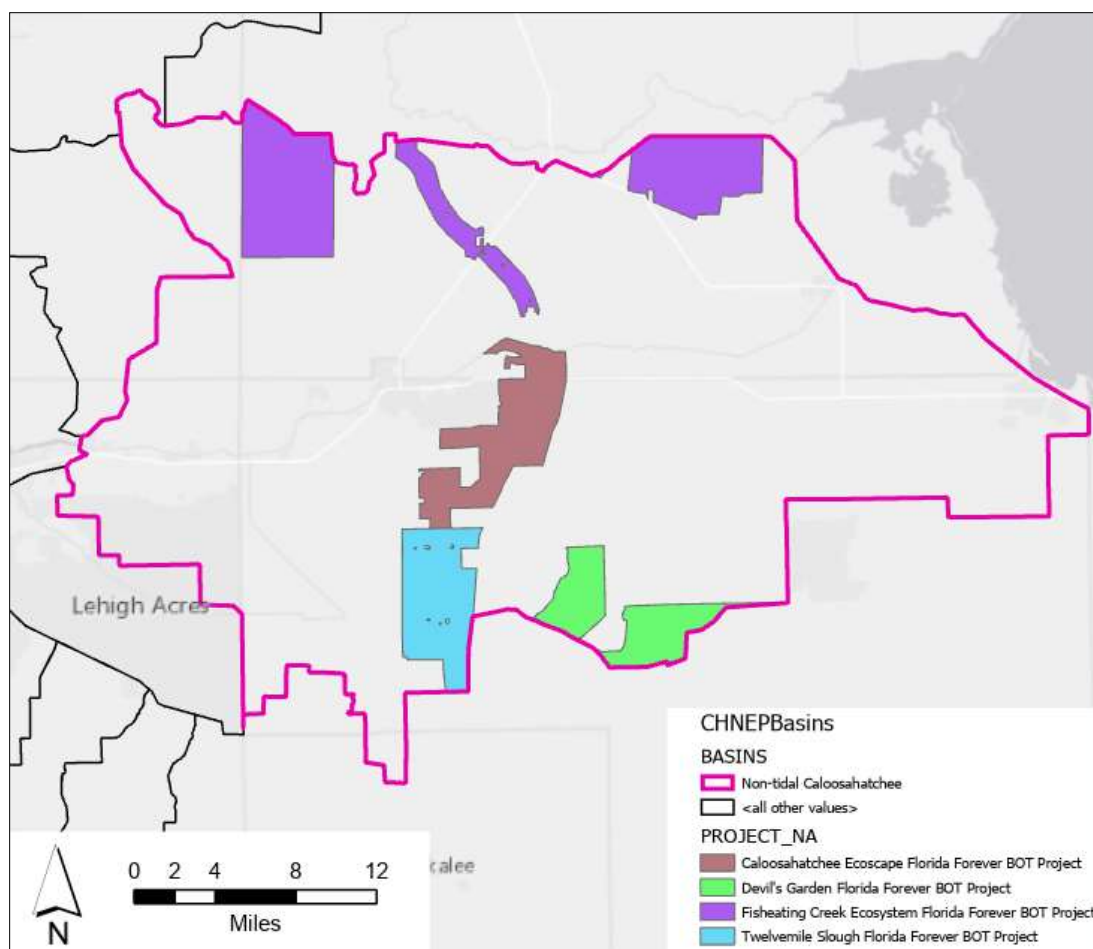 Lehigh Acres
kalee
CHNEPBasins
BASINS
Non-tidal Caloosahatchee
<all other values>
PROJECT_NA
Caloosahatchee Ecoscape Florida Forever BOT Project
Devil's Garden Florida Forever BOT Project
Fisheating Creek Ecosystem Florida Forever BOT Project
Twelvemile Slough Florida Forever BOT Project
0 2 4 8 12
Miles
N